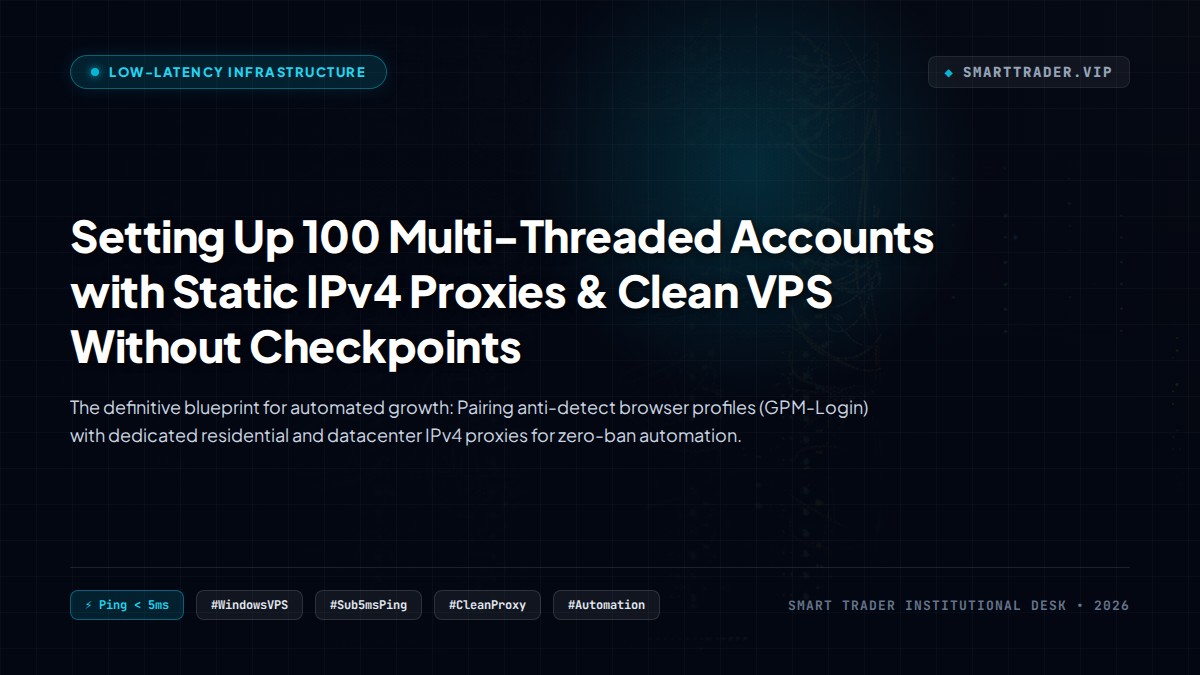 LOW-LATENCY INFRASTRUCTURE
◆ SMARTTRADER.VIP
Setting Up 100 Multi-Threaded Accounts
with Static IPv4 Proxies & Clean VPS
Without Checkpoints
The definitive blueprint for automated growth: Pairing anti-detect browser profiles (GPM-Login)
with dedicated residential and datacenter IPv4 proxies for zero-ban automation.
⚡ Ping < 5ms
#WindowsVPS
#Sub5msPing
#CleanProxy
#Automation
SMART TRADER INSTITUTIONAL DESK • 2026